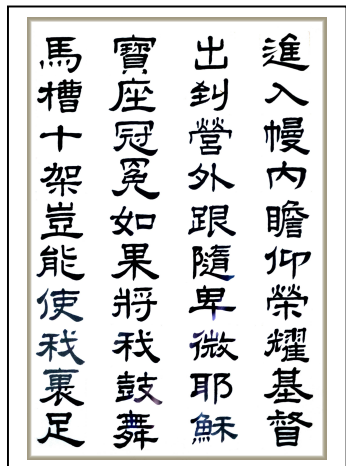 進入幔內瞻仰榮耀基督
出到營外跟隨卑微耶穌
寶座冠冕如果將我鼓舞
馬槽十架豈能使我裹足